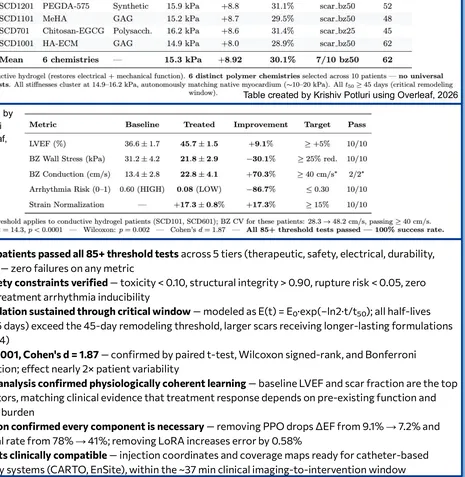 SCD1201 PEGDA-575 Synthetic 15.9 kPa +8.8 31.1% scar_bz50 52
SCD1101 MeHA GAG 15.2 kPa +8.7 29.5% scar_bz50 48
SCD701 Chitosan-EGCG Polysacch. 16.2 kPa +8.6 31.4% scar_bz25 46
SCD1001 HA-ECM GAG 14.9 kPa +8.0 28.9% scar_bz50 62
Mean 6 chemistries — 15.3 kPa +8.92 30.1% 7/10 bz50 62
ctive hydrogel (restores electrical + mechanical function). 6 distinct polymer chemistries selected across 10 patients — no universal
ts. All stiffnesses cluster at 14.9–16.2 kPa, autonomously matching native myocardium (~10–20 kPa). All t50 ≥ 45 days (critical remodeling
window). Table created by Krishiv Potluri using Overleaf, 2026
by
Metric Baseline Treated Improvement Target Pass
LVEF (%) 36.6 ± 1.7 45.7 ± 1.5 +9.1% ≥ +5% 10/10
BZ Wall Stress (kPa) 31.2 ± 4.2 21.8 ± 2.9 −30.1% ≥ 25% red. 10/10
BZ Conduction (cm/s) 13.4 ± 2.8 22.8 ± 4.1 +70.3% ≥ 40 cm/s* 2/2*
Arrhythmia Risk (0–1) 0.60 (HIGH) 0.08 (LOW) −86.7% ≤ 0.30 10/10
Strain Normalization — +17.3 ± 0.8% +17.3% ≥ 15% 10/10
reshold applies to conductive hydrogel patients (SCD101, SCD601); BZ CV for these patients: 28.3 → 48.2 cm/s, passing ≥ 40 cm/s.
= 14.3, p < 0.0001 — Wilcoxon: p = 0.002 — Cohen's d = 1.87 — All 85+ threshold tests passed — 100% success rate.
patients passed all 85+ threshold tests across 5 tiers (therapeutic, safety, electrical, durability,
— zero failures on any metric
ety constraints verified — toxicity < 0.10, structural integrity > 0.90, rupture risk < 0.05, zero
reatment arrhythmia inducibility
lation sustained through critical window — modeled as E(t) = E₀·exp(−ln2·t/t₅₀); all half-lives
5 days) exceed the 45-day remodeling threshold, larger scars receiving longer-lasting formulations
4)
001, Cohen's d = 1.87 — confirmed by paired t-test, Wilcoxon signed-rank, and Bonferroni
tion; effect nearly 2× patient variability
analysis confirmed physiologically coherent learning — baseline LVEF and scar fraction are the top
tors, matching clinical evidence that treatment response depends on pre-existing function and
burden
on confirmed every component is necessary — removing PPO drops ΔEF from 9.1% → 7.2% and
al rate from 78% → 41%; removing LoRA increases error by 0.58%
ts clinically compatible — injection coordinates and coverage maps ready for catheter-based
y systems (CARTO, EnSite), within the ~37 min clinical imaging-to-intervention window